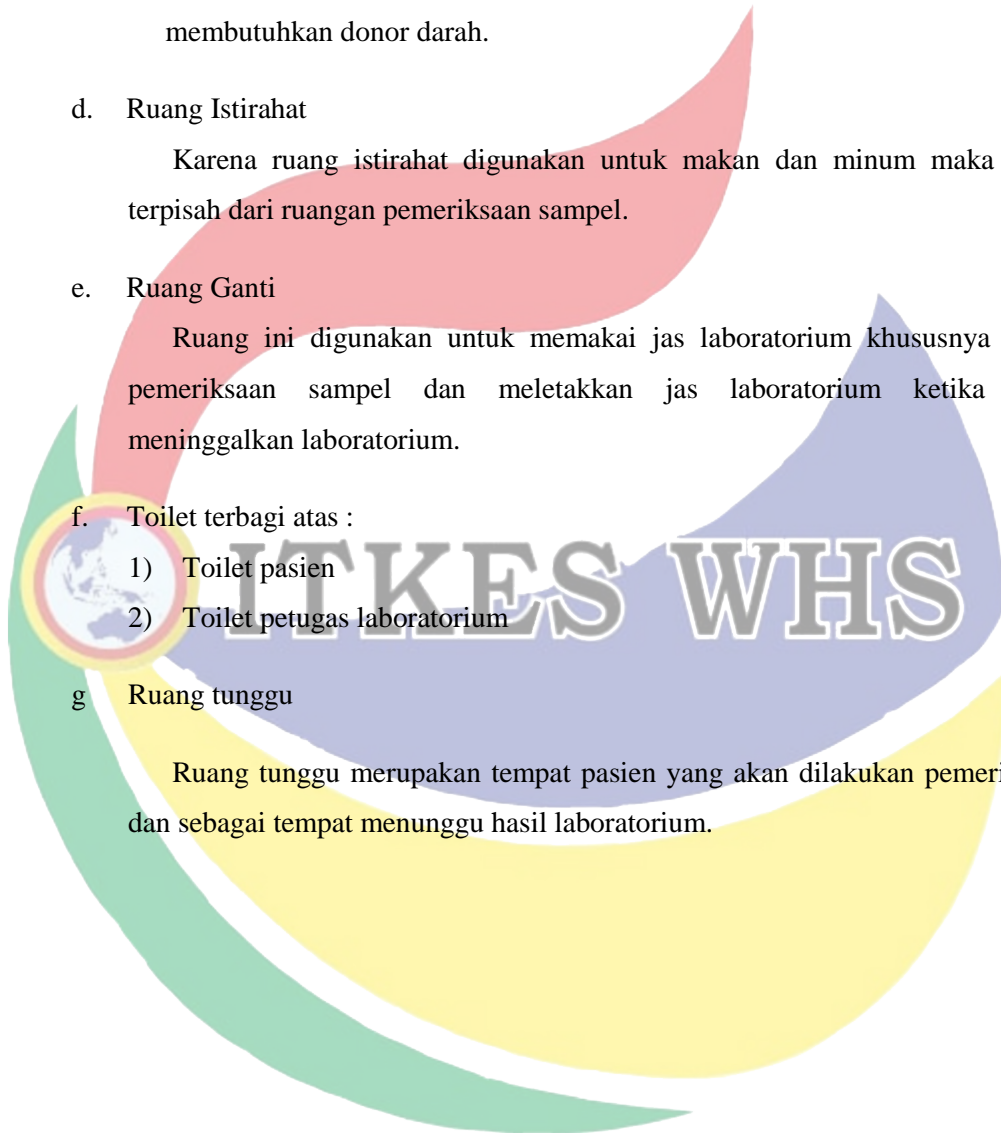 membutuhkan donor darah.
d. Ruang Istirahat
Karena ruang istirahat digunakan untuk makan dan minum maka
terpisah dari ruangan pemeriksaan sampel.
e. Ruang Ganti
Ruang ini digunakan untuk memakai jas laboratorium khususnya
pemeriksaan sampel dan meletakkan jas laboratorium ketika
meninggalkan laboratorium.
f. Toilet terbagi atas :
1) Toilet pasien
ITKES WHS
2) Toilet petugas laboratorium
g Ruang tunggu
Ruang tunggu merupakan tempat pasien yang akan dilakukan pemeri
dan sebagai tempat menunggu hasil laboratorium.